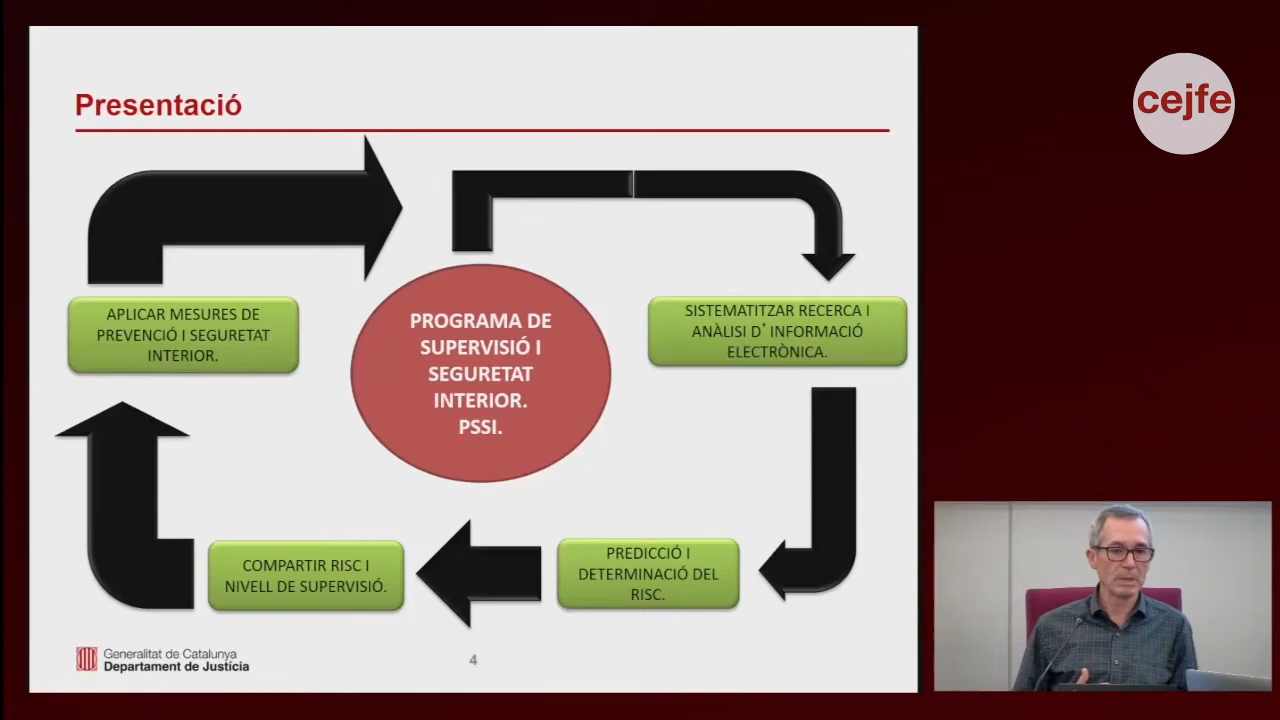 Presentació
cejfe
PROGRAMA DE
SUPERVISIÓ I
SEGURETAT
INTERIOR.
PSSI.
SISTEMATITZAR RECERCA I
ANÀLISI D’ INFORMACIÓ
ELECTRÒNICA.
PREDICCIÓ I
DETERMINACIÓ DEL
RISC.
COMPARTIR RISC I
NIVELL DE SUPERVISIÓ.
APLICAR MESURES DE
PREVENCIÓ I SEGURETAT
INTERIOR.
Generalitat de Catalunya
Departament de Justícia
4